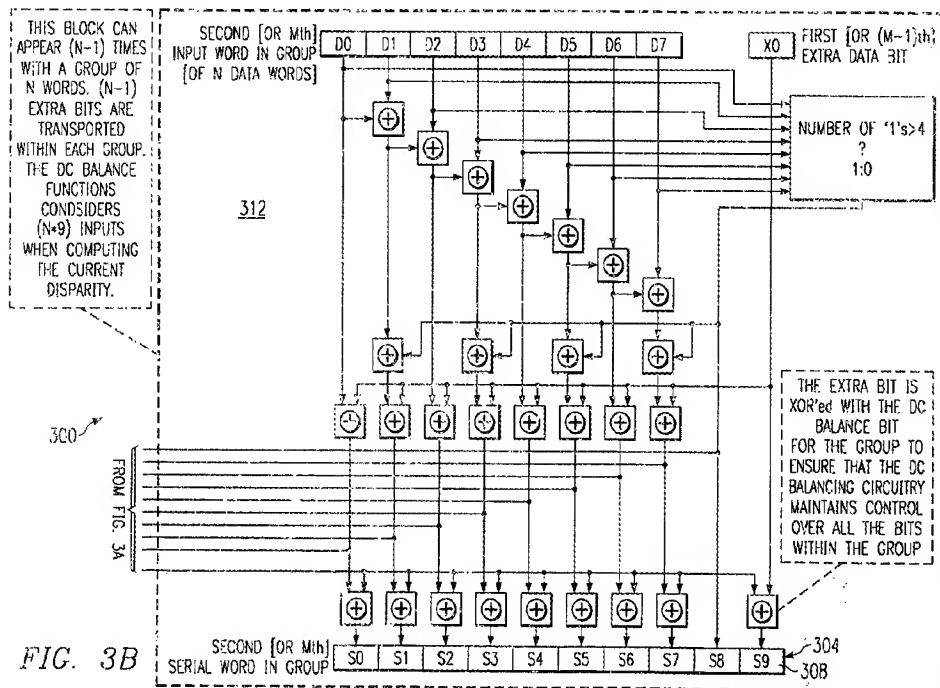 THIS BLOCK CAN
APPEAR (N-1) TIMES
WITH A GROUP OF
N WORDS. (N-1)
EXTRA BITS ARE
TRANSPORTED
WITHIN EACH GROUP.
THE DC BALANCE
FUNCTIONS
CONDSIDERS
(N*9) INPUTS
WHEN COMPUTING
THE CURRENT
DISPARITY.
SECOND [OR Mth]
INPUT WORD IN GROUP
[OF N DATA WORDS]
D0 D1 D2 D3 D4 D5 D6 D7
X0
FIRST [OR (M-1)th]
EXTRA DATA BIT
NUMBER OF '1's>4
?
1:0
312
300
FROM FIG. 3A
THE EXTRA BIT IS
XOR'ed WITH THE DC
BALANCE BIT
FOR THE GROUP TO
ENSURE THAT THE DC
BALANCING CIRCUITRY
MAINTAINS CONTROL
OVER ALL THE BITS
WITHIN THE GROUP
FIG. 3B
SECOND [OR Mth]
SERIAL WORD IN GROUP
S0 S1 S2 S3 S4 S5 S6 S7 S8 S9
304
308